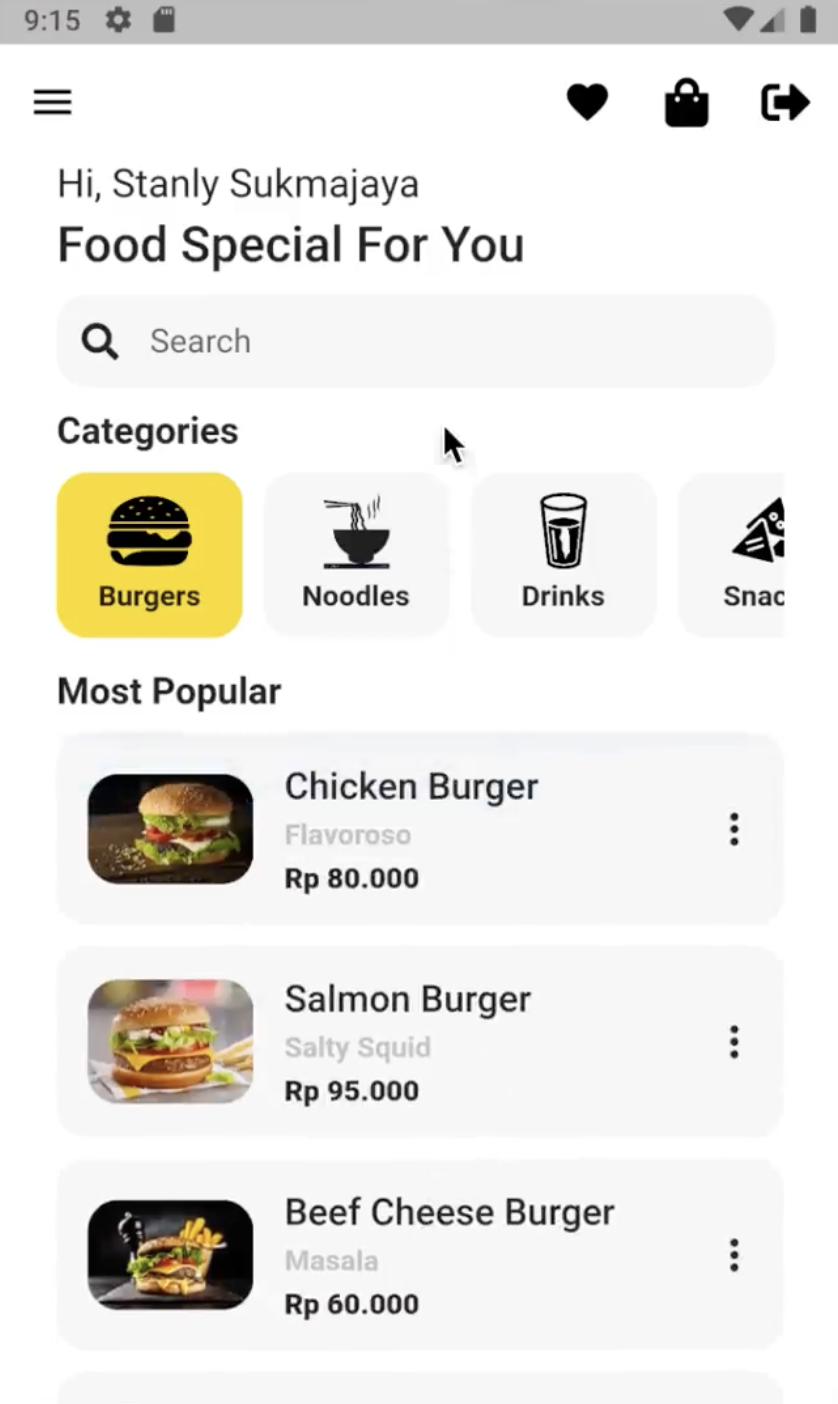 9:15
Hi, Stanly Sukmajaya
Food Special For You
Search
Categories
Burgers
Noodles
Drinks
Snac
Most Popular
Chicken Burger
Flavoroso
Rp 80.000
Salmon Burger
Salty Squid
Rp 95.000
Beef Cheese Burger
Masala
Rp 60.000